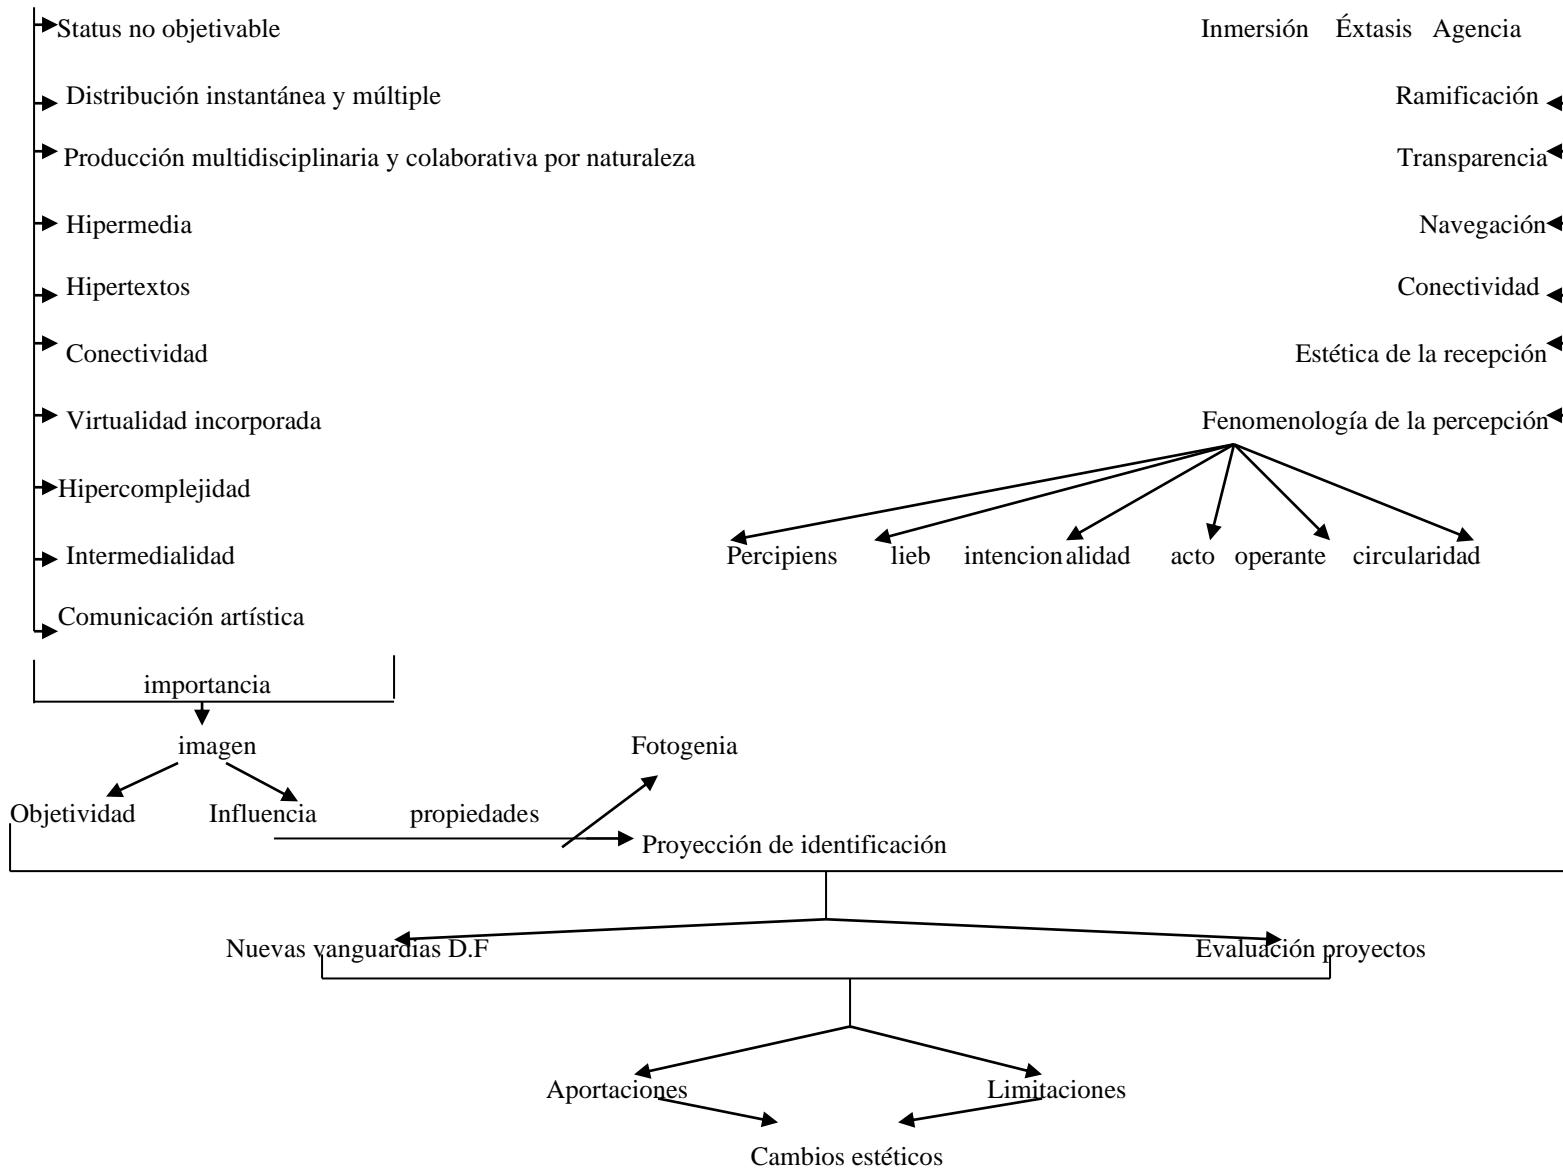 Status no objetivable
Inmersión Éxtasis Agencia
Distribución instantánea y múltiple
Ramificación
Producción multidisciplinaria y colaborativa por naturaleza
Transparencia
Hipermedia
Navegación
Hipertextos
Conectividad
Conectividad
Estética de la recepción
Virtualidad incorporada
Fenomenología de la percepción
Hipercomplejidad
Intermedialidad
Percipiens lieb intencionalidad acto operante circularidad
Comunicación artística
importancia
imagen
Fotogenia
Objetividad Influencia propiedades
Proyección de identificación
Nuevas vanguardias D.F
Evaluación proyectos
Aportaciones
Limitaciones
Cambios estéticos